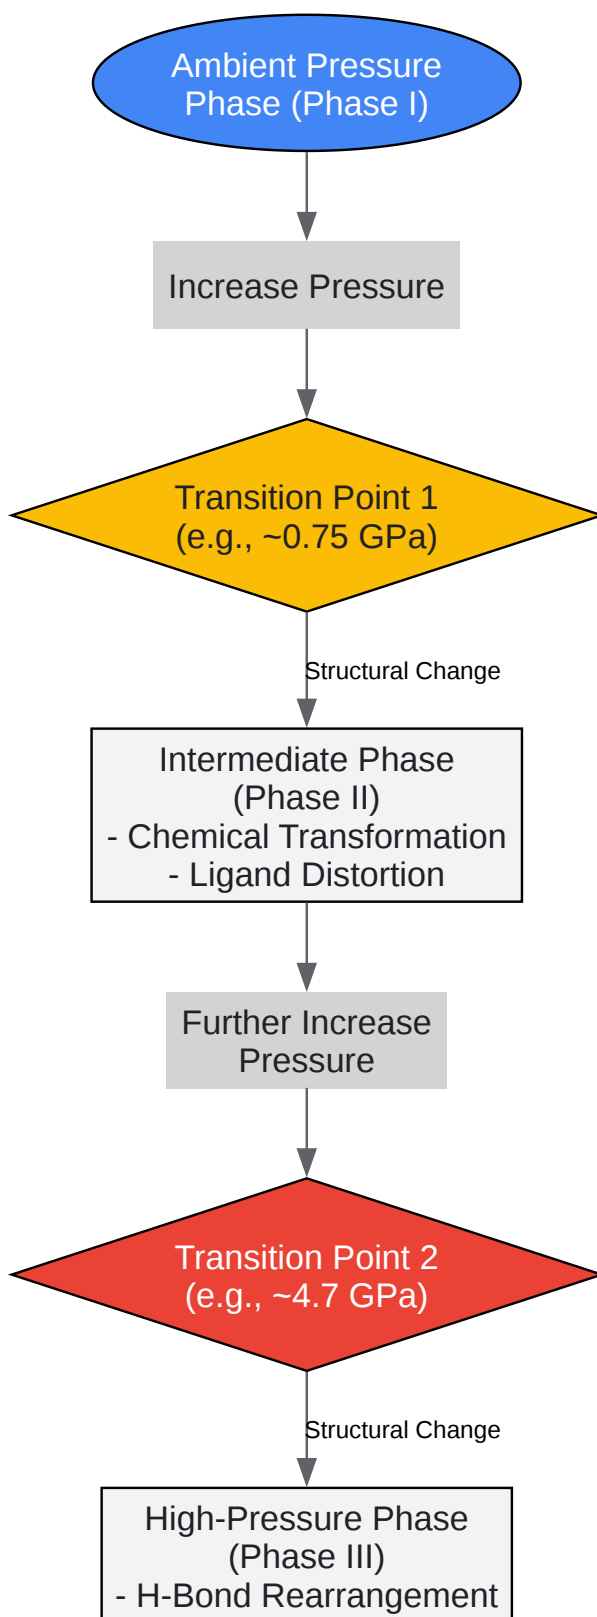 Ambient Pressure
Phase (Phase I)
Increase Pressure
Transition Point 1
(e.g., ~0.75 GPa)
Structural Change
Intermediate Phase
(Phase II)
- Chemical Transformation
- Ligand Distortion
Further Increase
Pressure
Transition Point 2
(e.g., ~4.7 GPa)
Structural Change
High-Pressure Phase
(Phase III)
- H-Bond Rearrangement